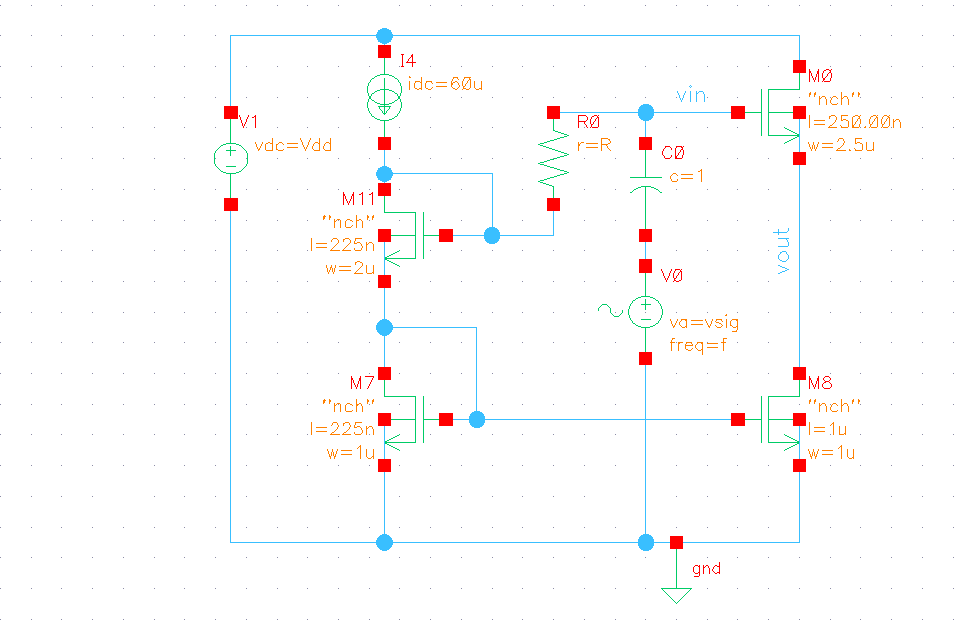 I4
idc=60u
V1
vdc=Vdd
M11
"nch"
l=225n
w=2u
R0
r=R
vin
C0
c=1
M0
"nch"
l=250.00n
w=2.5u
vout
V0
va=vsig
freq=f
M7
"nch"
l=225n
w=1u
M8
"nch"
l=1u
w=1u
gnd